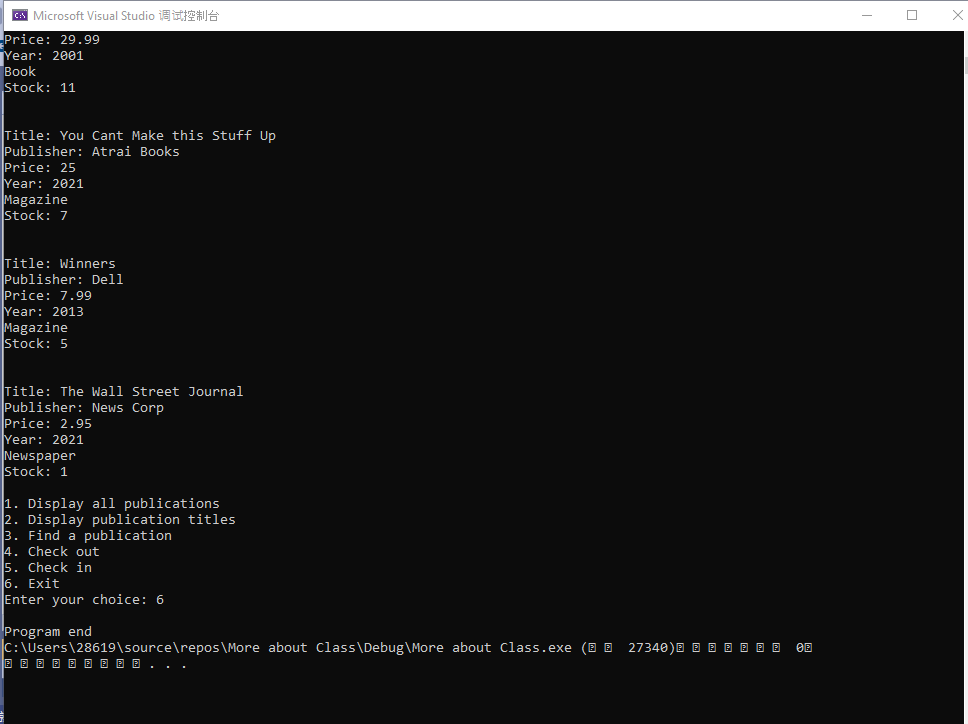 Microsoft Visual Studio 调试控制台
Price: 29.99
Year: 2001
Book
Stock: 11
Title: You Cant Make this Stuff Up
Publisher: Atrai Books
Price: 25
Year: 2021
Magazine
Stock: 7
Title: Winners
Publisher: Dell
Price: 7.99
Year: 2013
Magazine
Stock: 5
Title: The Wall Street Journal
Publisher: News Corp
Price: 2.95
Year: 2021
Newspaper
Stock: 1
1. Display all publications
2. Display publication titles
3. Find a publication
4. Check out
5. Check in
6. Exit
Enter your choice: 6
Program end
C:\Users\28619\source\repos\More about Class\Debug\More about Class.exe ( 27340) 0
. . .